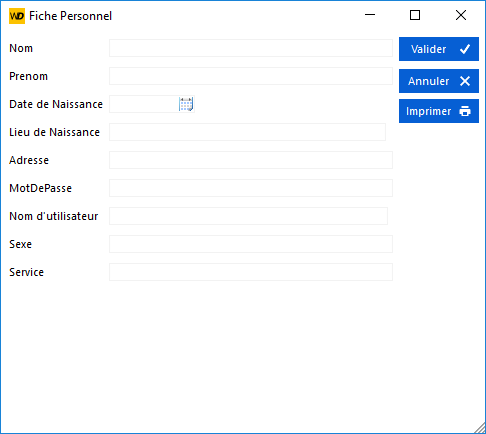 WD Fiche Personnel
Nom
Valider
Prenom
Annuler
Date de Naissance
Imprimer
Lieu de Naissance
Adresse
MotDePasse
Nom d'utilisateur
Sexe
Service